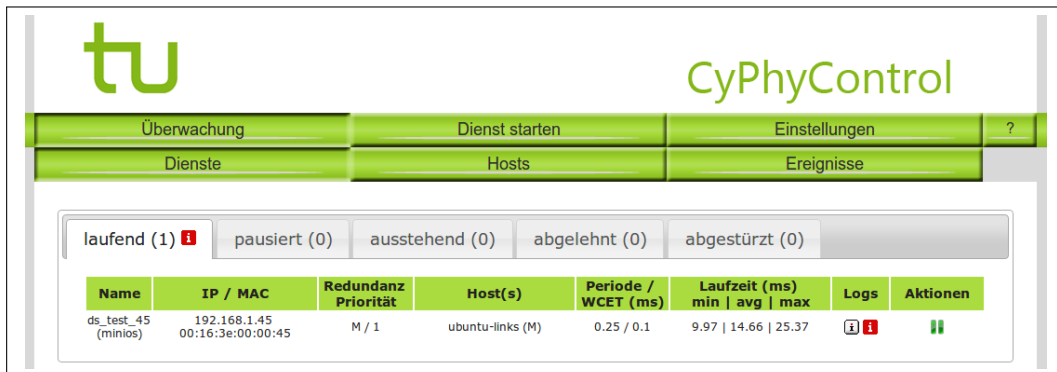 tu
CyPhyControl
Überwachung Dienst starten Einstellungen ?
Dienste Hosts Ereignisse
laufend (1) i pausiert (0) ausstehend (0) abgelehnt (0) abgestürzt (0)
Name IP / MAC Redundanz Priorität Host(s) Periode / WCET (ms) Laufzeit (ms) min | avg | max Logs Aktionen
ds_test_45 (minios) 192.168.1.45 00:16:3e:00:00:45 M / 1 ubuntu-links (M) 0.25 / 0.1 9.97 | 14.66 | 25.37 i i